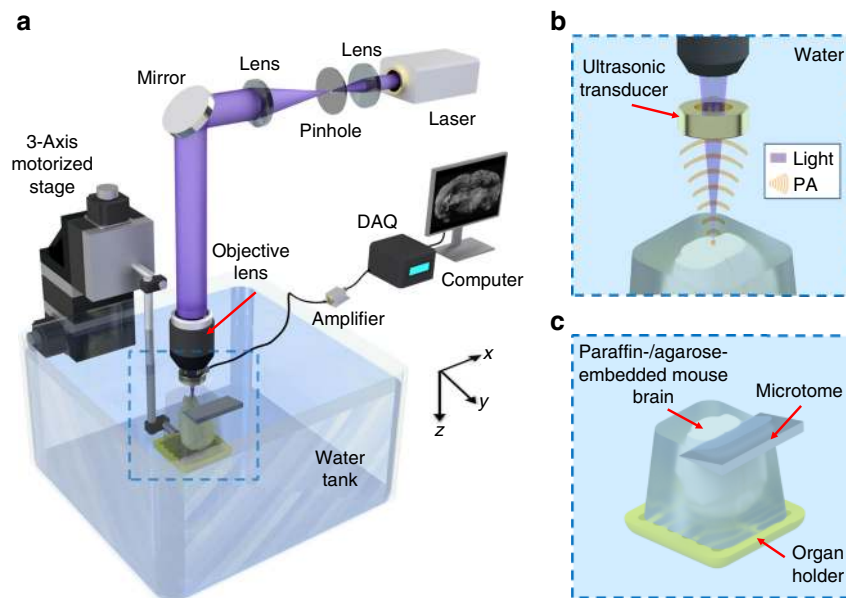 a
Lens
Lens
Mirror
Pinhole
Laser
3-Axis
motorized
stage
DAQ
Objective
lens
Computer
Amplifier
x
y
z
Water
tank
b
Water
Ultrasonic
transducer
Light
PA
c
Paraffin-/agarose-
embedded mouse
brain
Microtome
Organ
holder